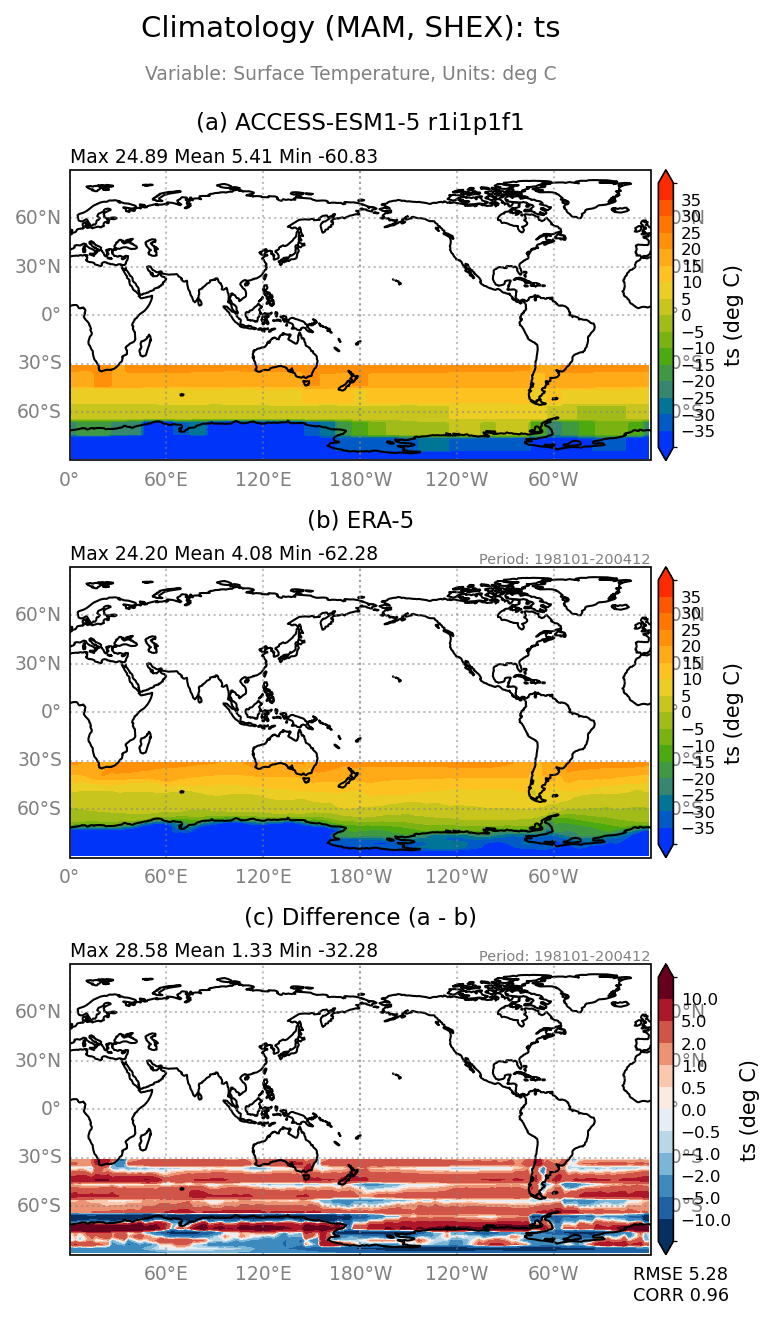 Climatology (MAM, SHEX): ts
Variable: Surface Temperature, Units: deg C
(a) ACCESS-ESM1-5 r1i1p1f1
Max 24.89 Mean 5.41 Min -60.83
60°N
30°N
0°
30°S
60°S
0°
60°E
120°E
180°W
120°W
60°W
35
30
25
20
15
10
5
0
−5
−10
−15
−20
−25
−30
−35
ts (deg C)
(b) ERA-5
Max 24.20 Mean 4.08 Min -62.28
Period: 198101-200412
60°N
30°N
0°
30°S
60°S
0°
60°E
120°E
180°W
120°W
60°W
35
30
25
20
15
10
5
0
−5
−10
−15
−20
−25
−30
−35
ts (deg C)
(c) Difference (a - b)
Max 28.58 Mean 1.33 Min -32.28
Period: 198101-200412
60°N
30°N
0°
30°S
60°S
60°E
120°E
180°W
120°W
60°W
10.0
5.0
2.0
1.0
0.5
0.0
−0.5
−1.0
−2.0
−5.0
−10.0
ts (deg C)
RMSE 5.28
CORR 0.96